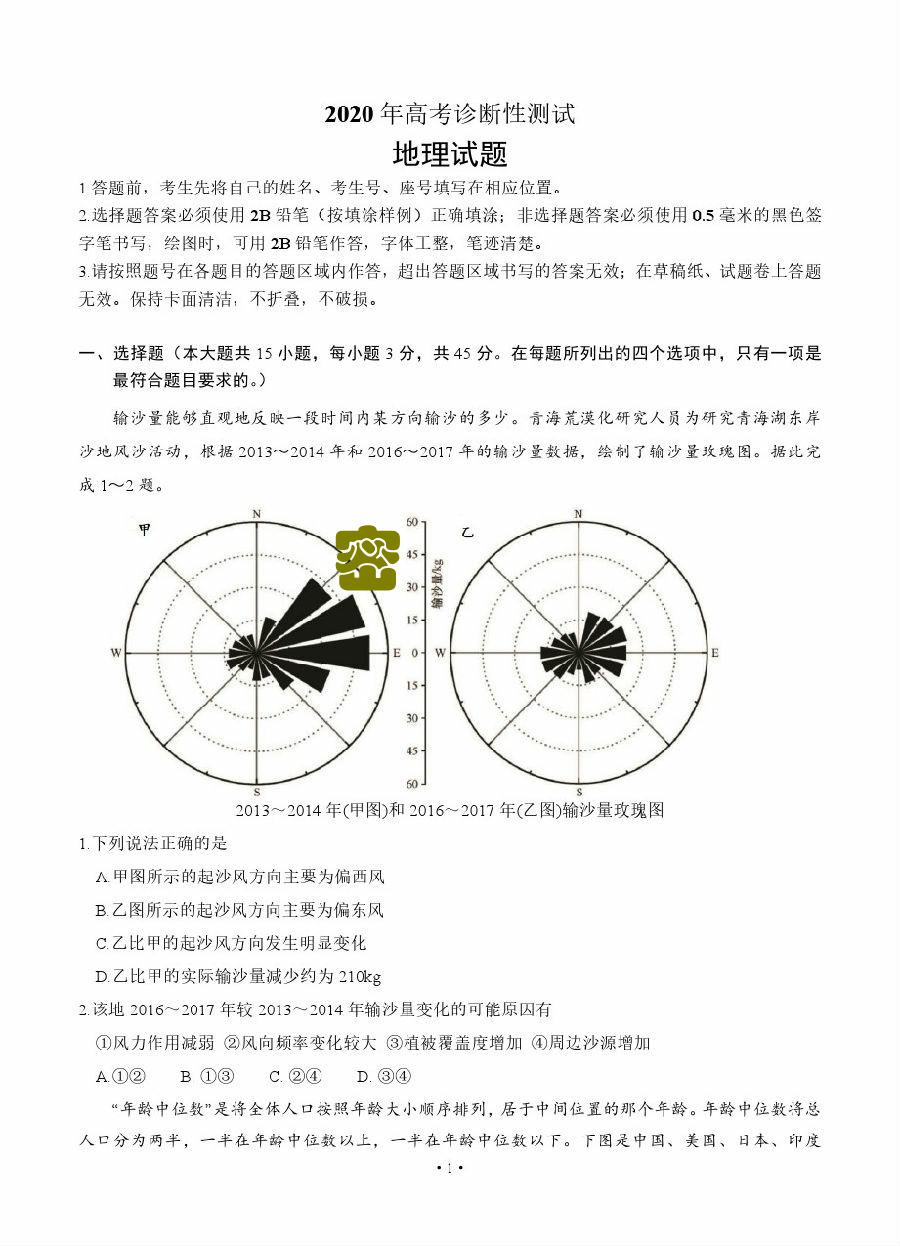 2020 年高考诊断性测试
地理试题
1 答题前，考生先将自己的姓名、考生号、座号填写在相应位置。
2.选择题答案必须使用 2B 铅笔（按填涂样例）正确填涂；非选择题答案必须使用 0.5 毫米的黑色签
字笔书写，绘图时，可用 2B 铅笔作答，字体工整，笔迹清楚。
3.请按照题号在各题目的答题区域内作答，超出答题区域书写的答案无效；在草稿纸、试题卷上答题
无效。保持卡面清洁，不折叠，不破损。
一、选择题（本大题共 15 小题，每小题 3 分，共 45 分。在每题所列出的四个选项中，只有一项是
最符合题目要求的。）
输沙量能够直观地反映一段时间内某方向输沙的多少。青海荒漠化研究人员为研究青海湖东岸
沙地风沙活动，根据 2013～2014 年和 2016～2017 年的输沙量数据，绘制了输沙量玫瑰图。据此完
成 1～2 题。
甲
N
W
E
S
60
45
30
15
0
15
30
45
60
输沙量/kg
乙
N
W
E
S
2013～2014 年(甲图)和 2016～2017 年(乙图)输沙量玫瑰图
1.下列说法正确的是
A.甲图所示的起沙风方向主要为偏西风
B.乙图所示的起沙风方向主要为偏东风
C.乙比甲的起沙风方向发生明显变化
D.乙比甲的实际输沙量减少约为 210kg
2.该地 2016～2017 年较 2013～2014 年输沙量变化的可能原因有
①风力作用减弱 ②风向频率变化较大 ③植被覆盖度增加 ④周边沙源增加
A.①② B ①③ C. ②④ D. ③④
“年龄中位数”是将全体人口按照年龄大小顺序排列，居于中间位置的那个年龄。年龄中位数将总
人口分为两半，一半在年龄中位数以上，一半在年龄中位数以下。下图是中国、美国、日本、印度
·1·